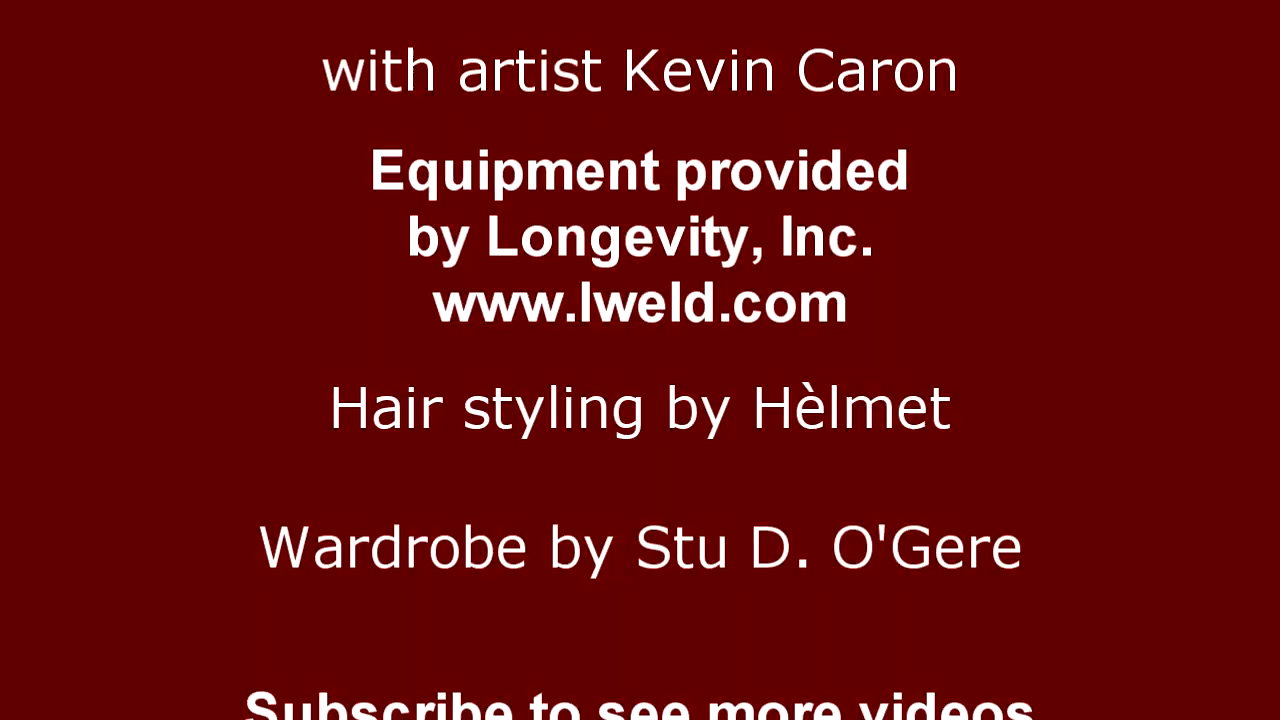 with artist Kevin Caron
Equipment provided
by Longevity, Inc.
www.lweld.com
Hair styling by Hèlmet
Wardrobe by Stu D. O'Gere
Subscribe to see more videos